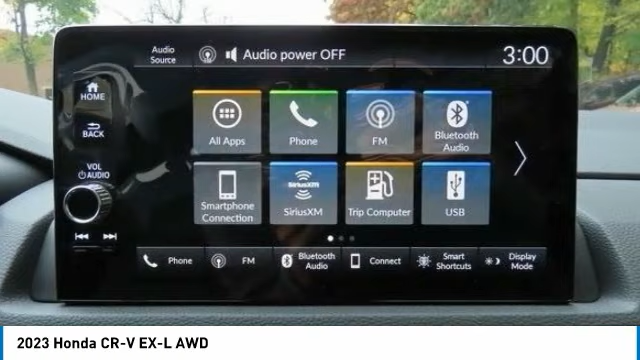 Audio
Source
Audio power OFF
3:00
HOME
BACK
VOL
AUDIO
All Apps
Phone
FM
Bluetooth
Audio
Smartphone
Connection
SiriusXM
SiriusXM
Trip Computer
USB
Phone
FM
Bluetooth
Audio
Connect
Smart
Shortcuts
Display
Mode
2023 Honda CR-V EX-L AWD